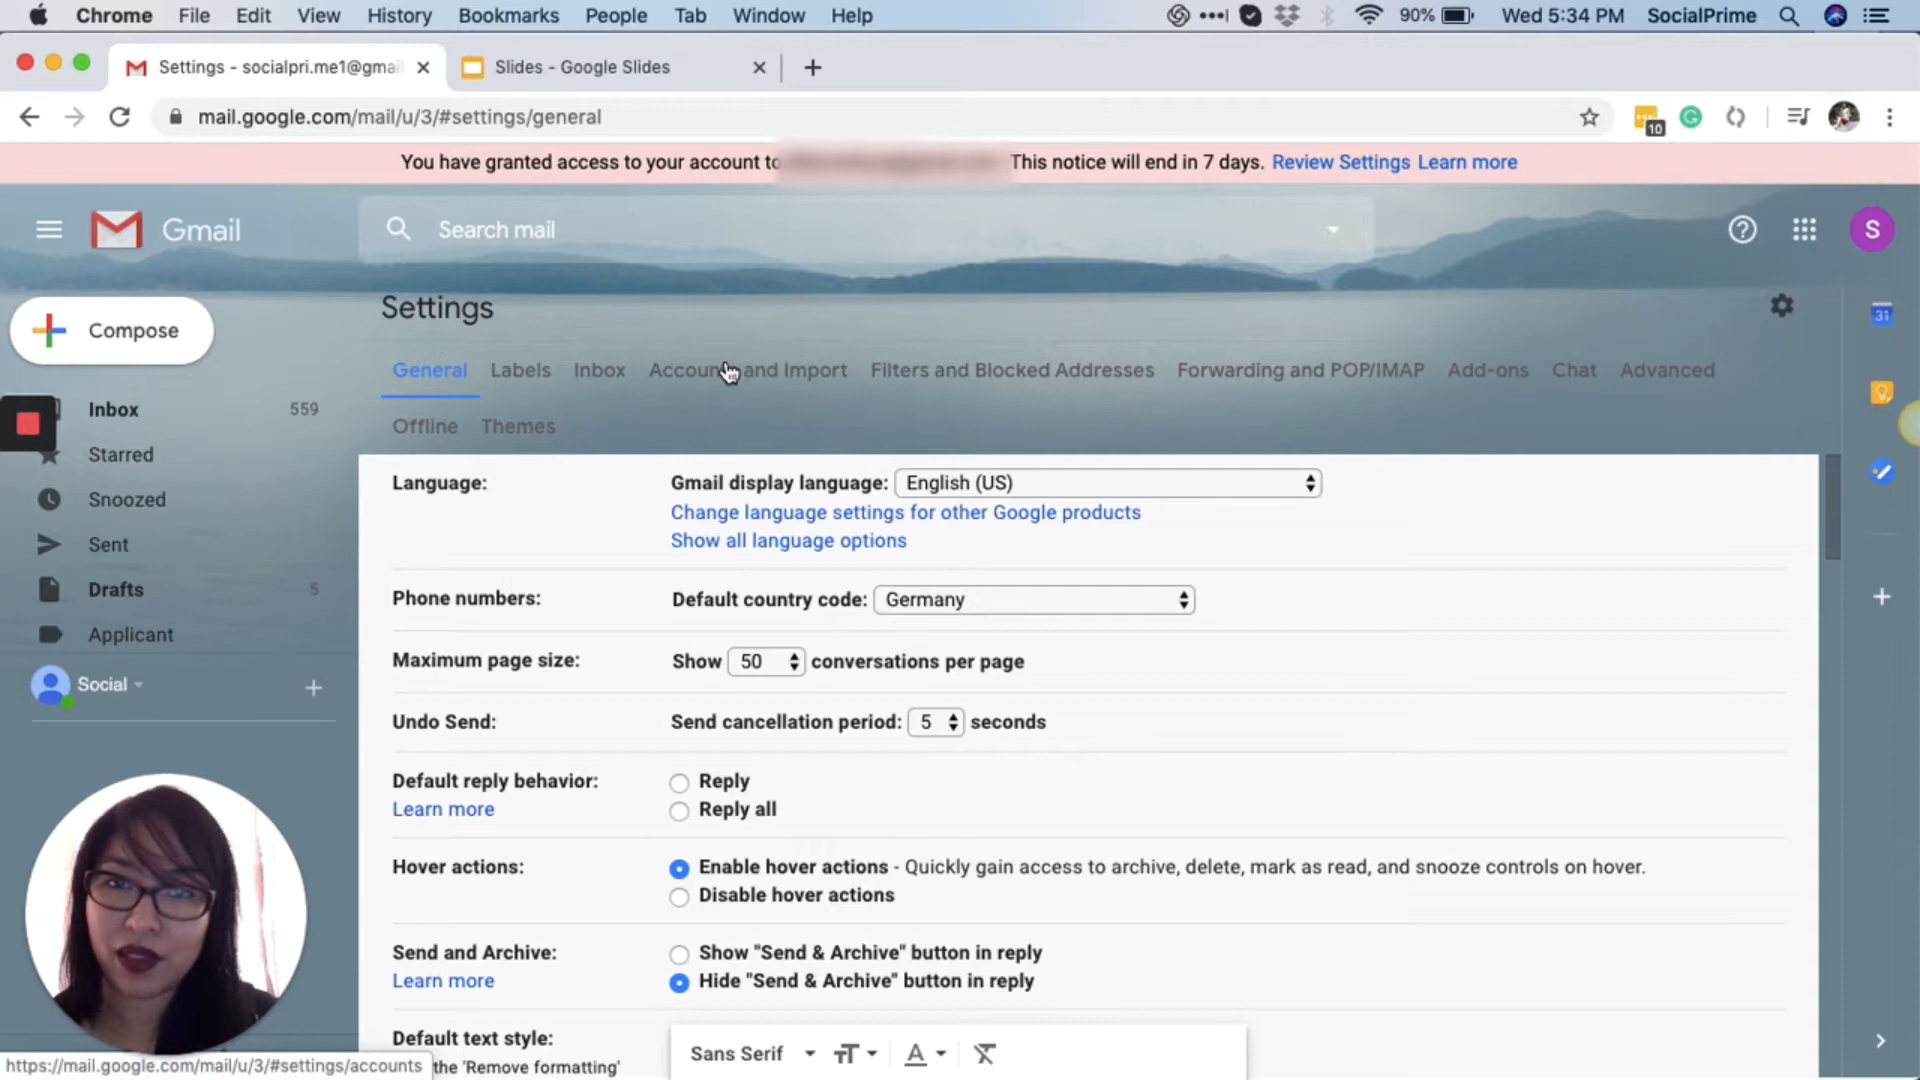 Chrome File Edit View History Bookmarks People Tab Window Help 90% Wed 5:34 PM SocialPrime
Settings - socialpri.me1@gmai Slides - Google Slides
mail.google.com/mail/u/3/#settings/general
10
You have granted access to your account to This notice will end in 7 days. Review Settings Learn more
Gmail Search mail S
Settings
Compose
31
General Labels Inbox Accounts and Import Filters and Blocked Addresses Forwarding and POP/IMAP Add-ons Chat Advanced
Offline Themes
Inbox 559
Starred
Snoozed
Sent
Drafts 5
Applicant
Social
Language: Gmail display language: English (US)
Change language settings for other Google products
Show all language options
Phone numbers: Default country code: Germany
Maximum page size: Show 50 conversations per page
Undo Send: Send cancellation period: 5 seconds
Default reply behavior: Reply
Learn more Reply all
Hover actions: Enable hover actions - Quickly gain access to archive, delete, mark as read, and snooze controls on hover.
Disable hover actions
Send and Archive: Show "Send & Archive" button in reply
Learn more Hide "Send & Archive" button in reply
Default text style: Sans Serif
the 'Remove formatting'
https://mail.google.com/mail/u/3/#settings/accounts